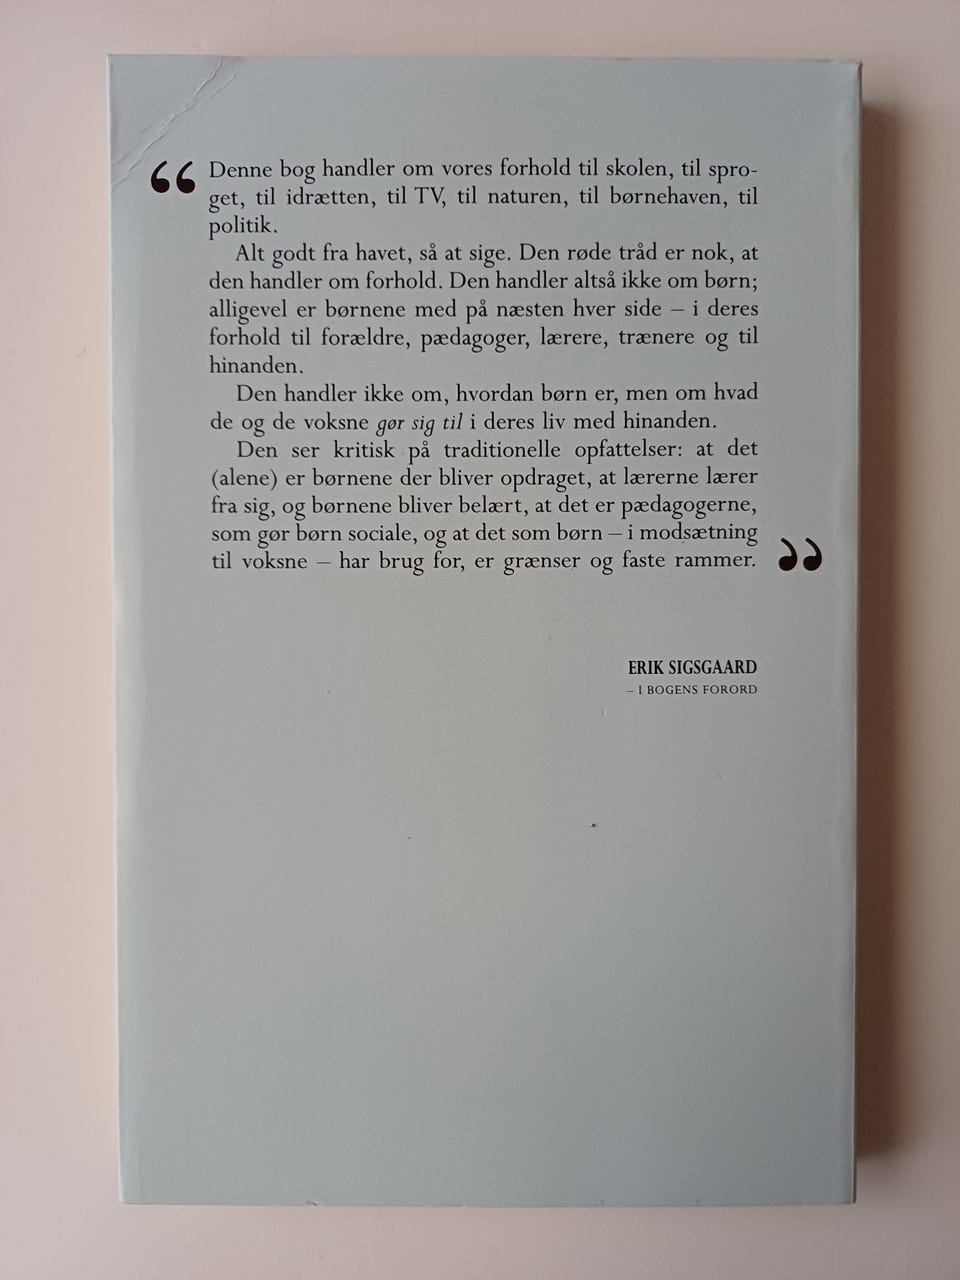 “ Denne bog handler om vores forhold til skolen, til spro-
get, til idrætten, til TV, til naturen, til børnehaven, til
politik.
Alt godt fra havet, så at sige. Den røde tråd er nok, at
den handler om forhold. Den handler altså ikke om børn;
alligevel er børnene med på næsten hver side – i deres
forhold til forældre, pædagoger, lærere, trænere og til
hinanden.
Den handler ikke om, hvordan børn er, men om hvad
de og de voksne gør sig til i deres liv med hinanden.
Den ser kritisk på traditionelle opfattelser: at det
(alene) er børnene der bliver opdraget, at lærerne lærer
fra sig, og børnene bliver belært, at det er pædagogerne,
som gør børn sociale, og at det som børn – i modsætning
til voksne – har brug for, er grænser og faste rammer. ”
ERIK SIGSGAARD
– I BOGENS FORORD